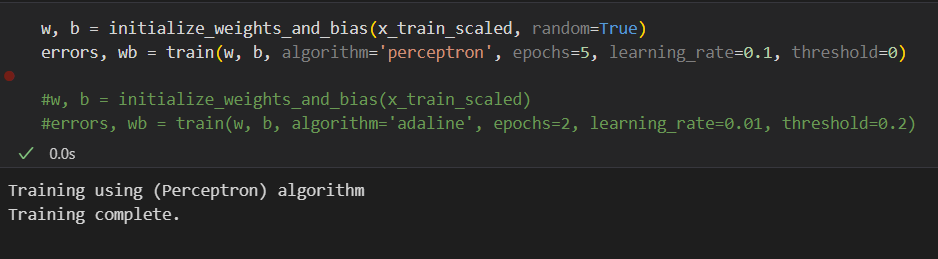 w, b = initialize_weights_and_bias(x_train_scaled, random=True)
errors, wb = train(w, b, algorithm='perceptron', epochs=5, learning_rate=0.1, threshold=0)
#w, b = initialize_weights_and_bias(x_train_scaled)
#errors, wb = train(w, b, algorithm='adaline', epochs=2, learning_rate=0.01, threshold=0.2)
0.0s
Training using (Perceptron) algorithm
Training complete.